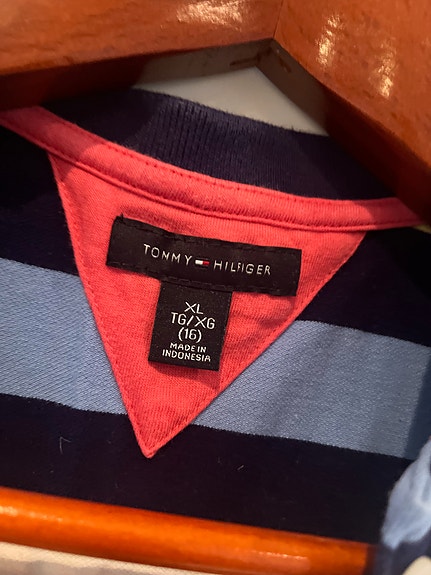 TOMMY HILFIGER
XL
TG/XG
(16)
MADE IN
INDONESIA